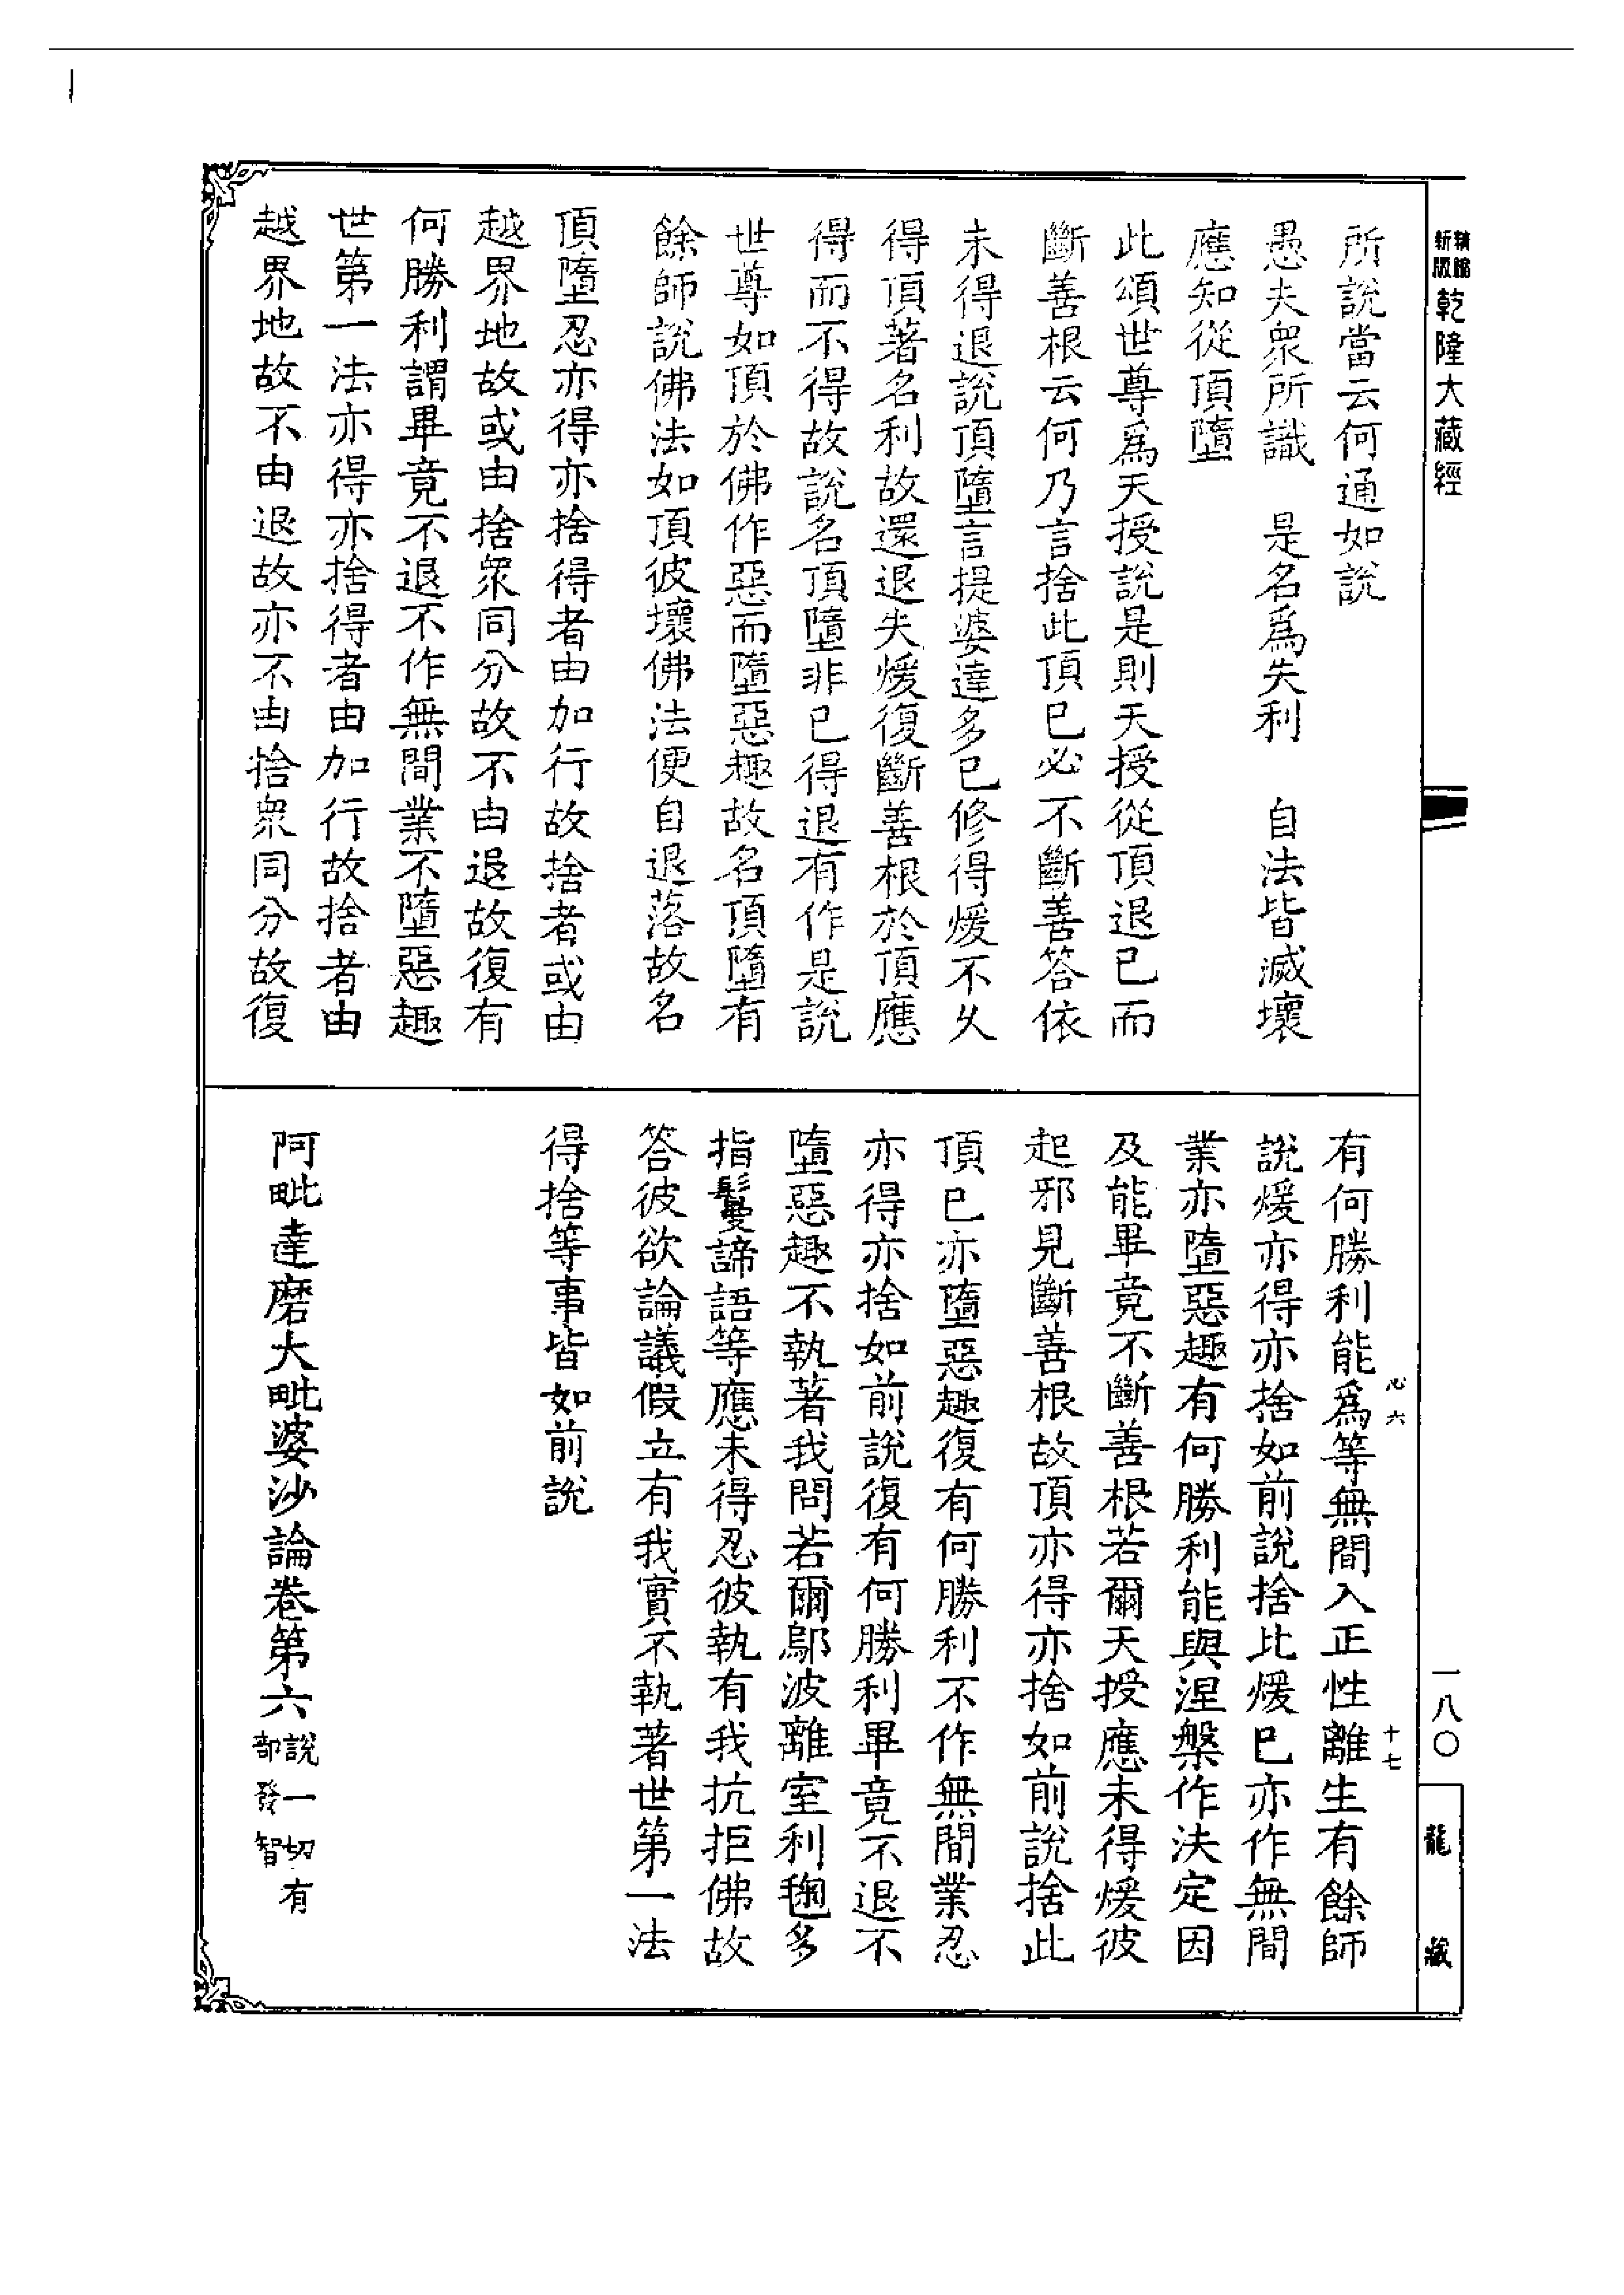 新版精縮乾隆大藏經
所說當云何通如說
愚夫眾所識　是名爲失利　自法皆滅壞
應知從頂墮
此頌世尊爲天授說是則天授從頂退已而
斷善根云何乃言捨此頂已必不斷善答依
未得退說頂墮言提婆達多已修得煖不久
得頂著名利故還退失煖復斷善根於頂應
得而不得故說名頂墮非已得退有作是說
世尊如頂於佛作惡而墮惡趣故名頂墮有
餘師說佛法如頂彼壞佛法便自退落故名
頂墮忍亦得亦捨得者由加行故捨者或由
越界地故或由捨眾同分故不由退故復有
何勝利謂畢竟不退不作無間業不墮惡趣
世第一法亦得亦捨得者由加行故捨者由
越界地故不由退故亦不由捨眾同分故復
有何勝利能爲等無間入正性離生有餘師
說煖亦得亦捨如前說捨比煖已亦作無間
業亦墮惡趣有何勝利能與涅槃作決定因
及能畢竟不斷善根若爾天授應未得煖彼
起邪見斷善根故頂亦得亦捨如前說捨此
頂已亦墮惡趣復有何勝利不作無間業忍
亦得亦捨如前說復有何勝利畢竟不退不
墮惡趣不執著我問若爾鄔波離室利毱多
指鬘諦語等應未得忍彼執有我抗拒佛故
答彼欲論議假立有我實不執著世第一法
得捨等事皆如前說
阿毗達磨大毗婆沙論卷第六說一切有部發智
心六
十七
一八〇
龍藏